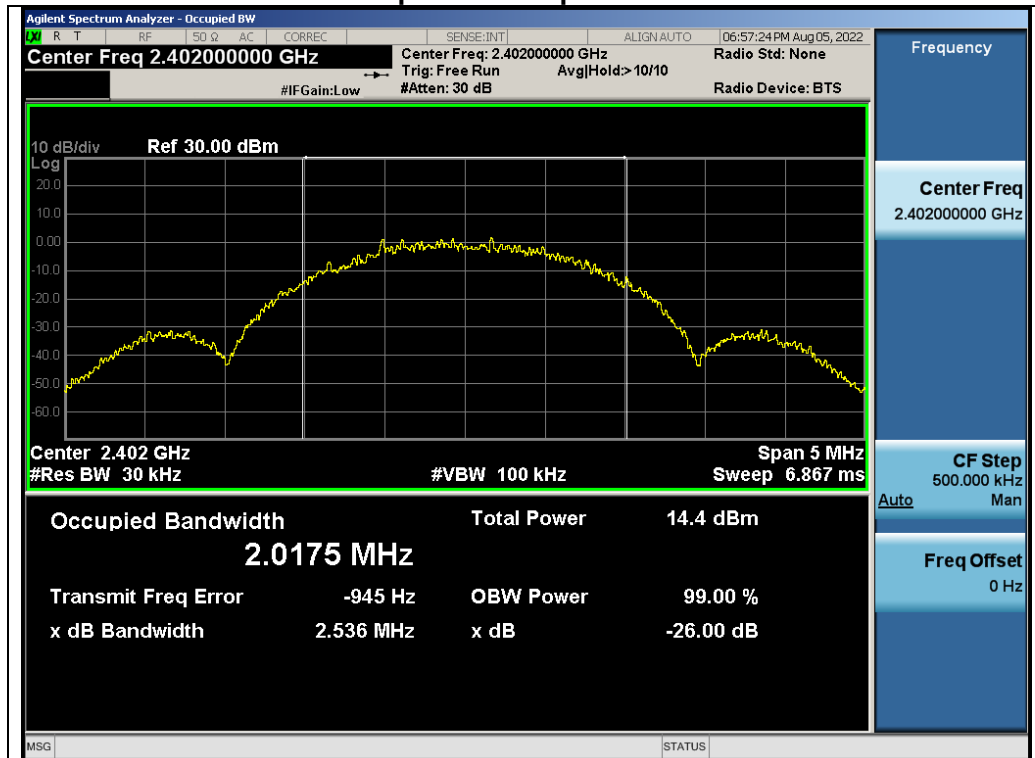 Agilent Spectrum Analyzer - Occupied BW
LXI R T RF 50 Ω AC CORREC SENSE:INT ALIGN AUTO 06:57:24 PM Aug 05, 2022
Center Freq 2.402000000 GHz
Center Freq: 2.402000000 GHz
Radio Std: None
Trig: Free Run Avg|Hold:>10/10
#IFGain:Low
#Atten: 30 dB
Radio Device: BTS
10 dB/div Ref 30.00 dBm
Log
20.0
10.0
0.00
-10.0
-20.0
-30.0
-40.0
-50.0
-60.0
Center 2.402 GHz
Span 5 MHz
#Res BW 30 kHz
#VBW 100 kHz
Sweep 6.867 ms
Occupied Bandwidth
2.0175 MHz
Total Power 14.4 dBm
Transmit Freq Error -945 Hz
OBW Power 99.00 %
x dB Bandwidth 2.536 MHz
x dB -26.00 dB
Frequency
Center Freq
2.402000000 GHz
CF Step
500.000 kHz
Auto Man
Freq Offset
0 Hz
MSG
STATUS